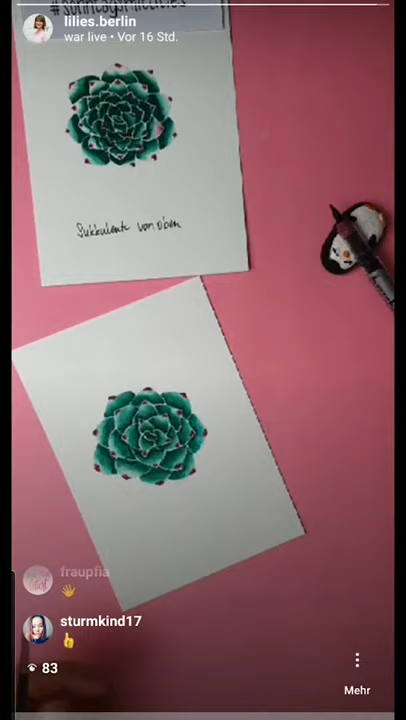 lilies.berlin
war live • Vor 16 Std.
Sukkulente von oben
fraupfia
sturmkind17
83
Mehr